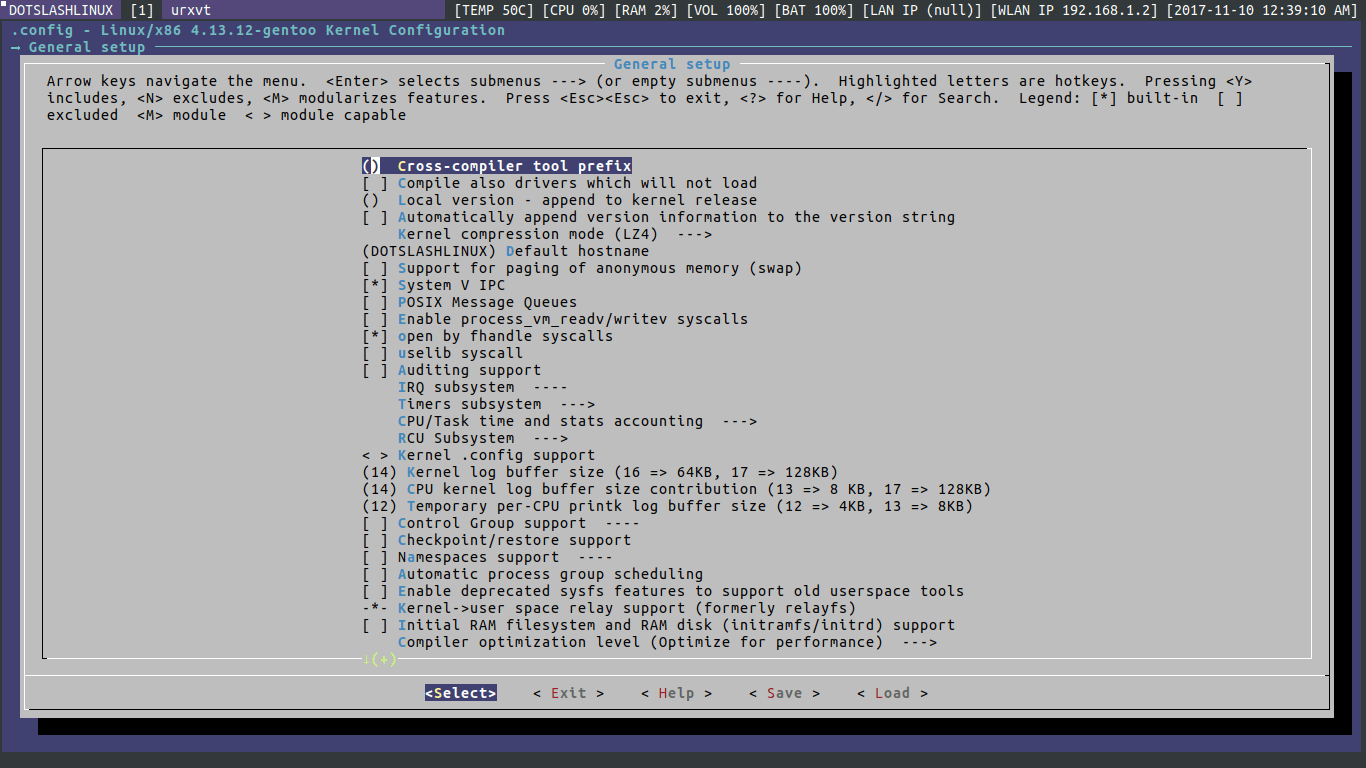 DOTSLASHLINUX [1] urxvt [TEMP 50C] [CPU 0%] [RAM 2%] [VOL 100%] [BAT 100%] [LAN IP (null)] [WLAN IP 192.168.1.2] [2017-11-10 12:39:10 AM]
.config - Linux/x86 4.13.12-gentoo Kernel Configuration
→ General setup
General setup
Arrow keys navigate the menu.  <Enter> selects submenus ---> (or empty submenus ----).  Highlighted letters are hotkeys.  Pressing <Y>
includes, <N> excludes, <M> modularizes features.  Press <Esc><Esc> to exit, <?> for Help, </> for Search.  Legend: [*] built-in  [ ]
excluded  <M> module  < > module capable
()  Cross-compiler tool prefix
[ ] Compile also drivers which will not load
()  Local version - append to kernel release
[ ] Automatically append version information to the version string
Kernel compression mode (LZ4)  --->
(DOTSLASHLINUX) Default hostname
[ ] Support for paging of anonymous memory (swap)
[*] System V IPC
[ ] POSIX Message Queues
[ ] Enable process_vm_readv/writev syscalls
[*] open by fhandle syscalls
[ ] uselib syscall
[ ] Auditing support
IRQ subsystem  ----
Timers subsystem  --->
CPU/Task time and stats accounting  --->
RCU Subsystem  --->
< > Kernel .config support
(14) Kernel log buffer size (16 => 64KB, 17 => 128KB)
(14) CPU kernel log buffer size contribution (13 => 8 KB, 17 => 128KB)
(12) Temporary per-CPU printk log buffer size (12 => 4KB, 13 => 8KB)
[ ] Control Group support  ----
[ ] Checkpoint/restore support
[ ] Namespaces support  ----
[ ] Automatic process group scheduling
[ ] Enable deprecated sysfs features to support old userspace tools
-*- Kernel->user space relay support (formerly relayfs)
[ ] Initial RAM filesystem and RAM disk (initramfs/initrd) support
Compiler optimization level (Optimize for performance)  --->
↓(+)
<Select>    < Exit >    < Help >    < Save >    < Load >